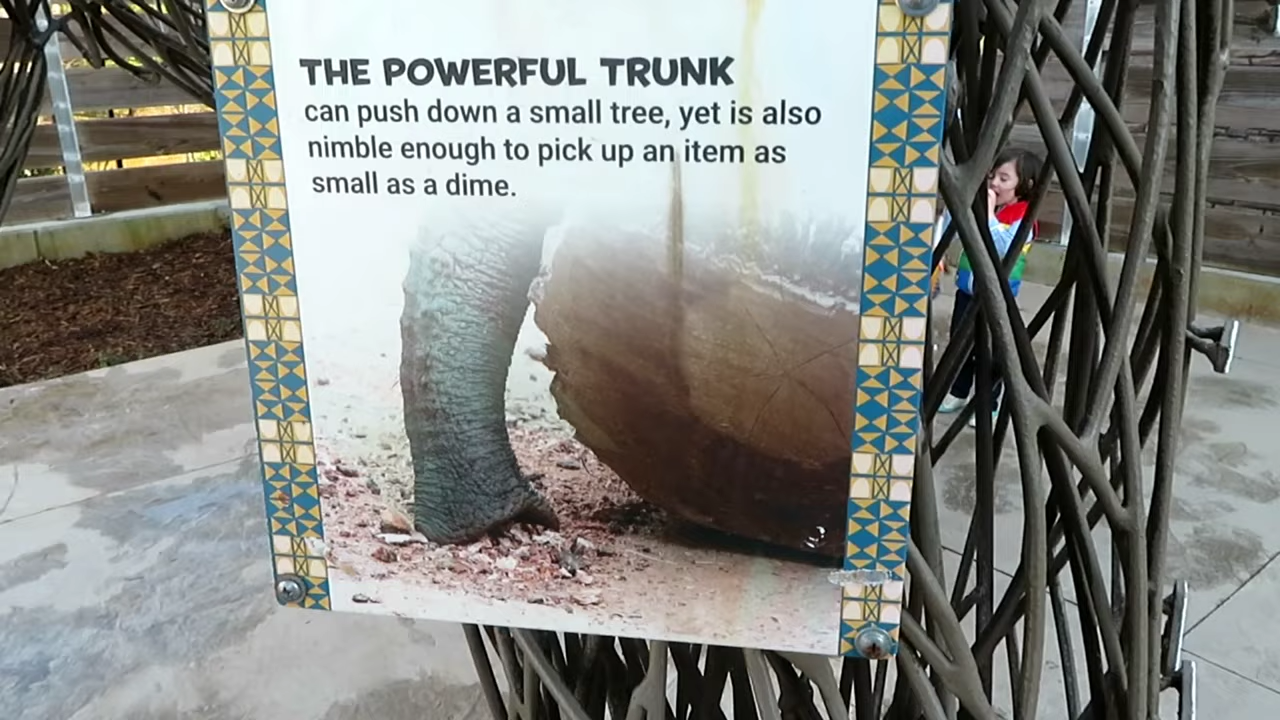 THE POWERFUL TRUNK
can push down a small tree, yet is also
nimble enough to pick up an item as
small as a dime.